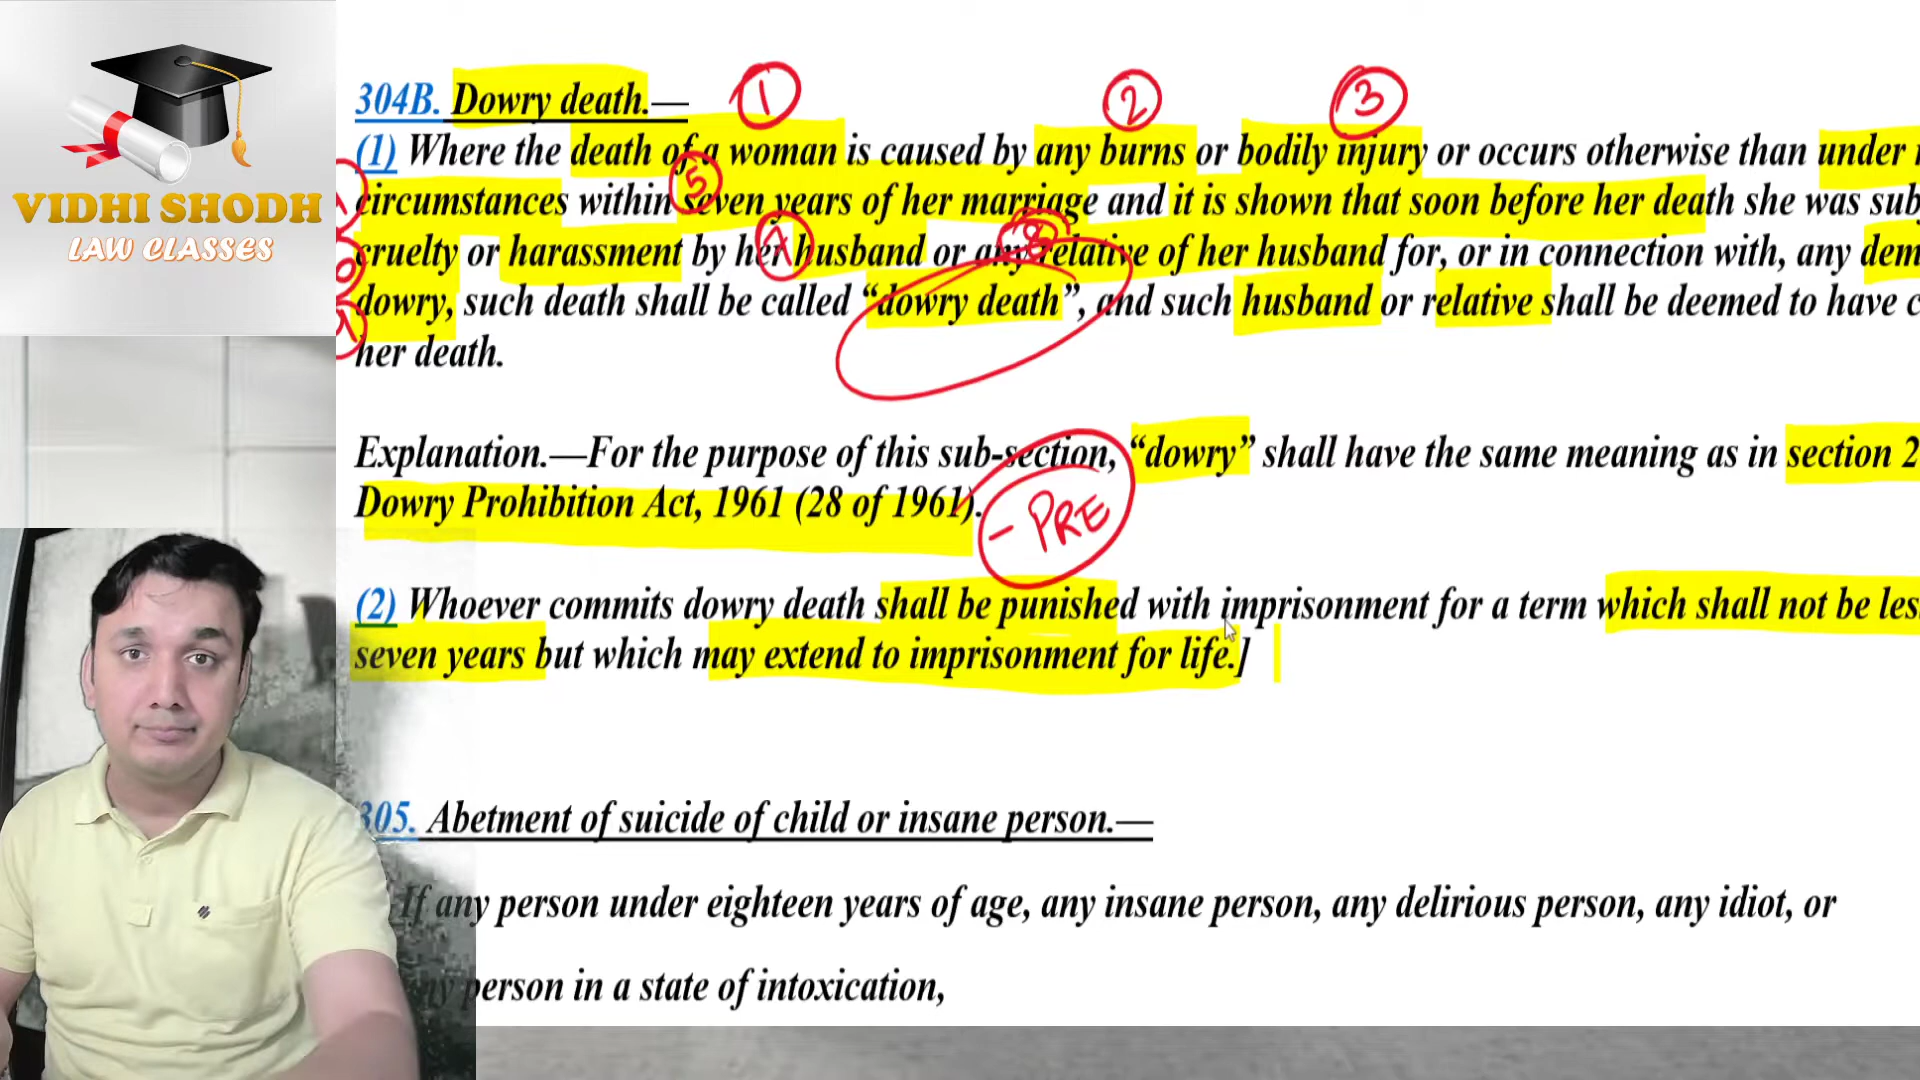 VIDHI SHODH
LAW CLASSES
1 2 3
304B. Dowry death.—
(1) Where the death of a woman is caused by any burns or bodily injury or occurs otherwise than under
5
circumstances within seven years of her marriage and it is shown that soon before her death she was
8
cruelty or harassment by her husband or any relative of her husband for, or in connection with, any
dowry, such death shall be called “dowry death”, and such husband or relative shall be deemed to have
her death.
Explanation.—For the purpose of this sub-section, “dowry” shall have the same meaning as in section 2
Dowry Prohibition Act, 1961 (28 of 1961).
- PRE
(2) Whoever commits dowry death shall be punished with imprisonment for a term which shall not be
seven years but which may extend to imprisonment for life.]
305. Abetment of suicide of child or insane person.—
If any person under eighteen years of age, any insane person, any delirious person, any idiot, or
person in a state of intoxication,